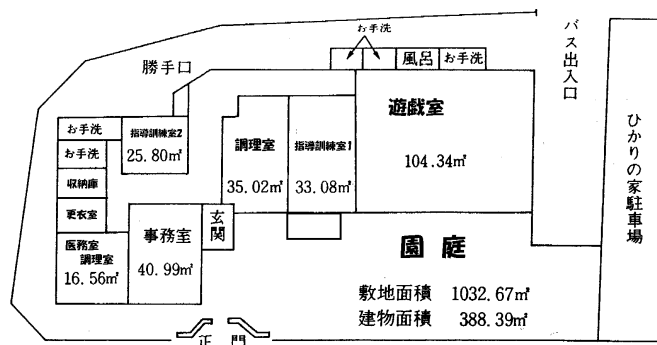 お手洗
バス出入口
勝手口
風呂
お手洗
遊戯室
104.34㎡
ひかりの家駐車場
お手洗
指導訓練室2
25.80㎡
お手洗
調理室
35.02㎡
指導訓練室1
33.08㎡
収納庫
更衣室
玄関
事務室
40.99㎡
医務室
調理室
16.56㎡
園庭
敷地面積 1032.67㎡
建物面積 388.39㎡
正門